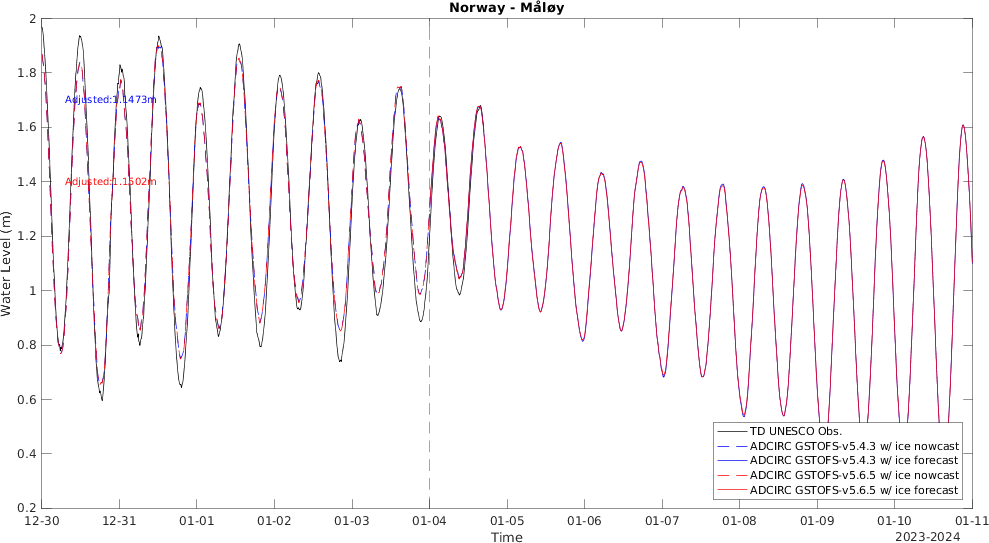 Norway - Måløy
2
1.8
1.6
1.4
1.2
1
0.8
0.6
0.4
0.2
Water Level (m)
Adjusted:1.1473m
Adjusted:1.1502m
TD UNESCO Obs.
ADCIRC GSTOFS-v5.4.3 w/ ice nowcast
ADCIRC GSTOFS-v5.4.3 w/ ice forecast
ADCIRC GSTOFS-v5.6.5 w/ ice nowcast
ADCIRC GSTOFS-v5.6.5 w/ ice forecast
12-30 12-31 01-01 01-02 01-03 01-04 01-05 01-06 01-07 01-08 01-09 01-10 01-11
Time
2023-2024